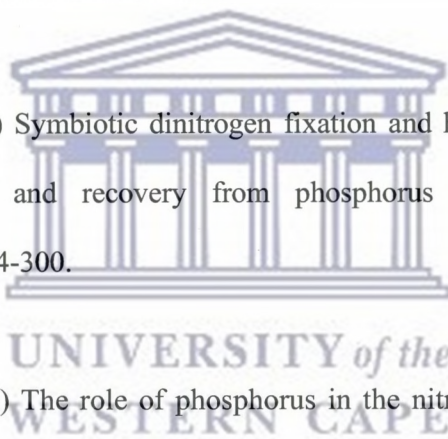 ) Symbiotic dinitrogen fixation and
and recovery from phosphorus
4-300.
UNIVERSITY of the
) The role of phosphorus in the nitr
WESTERN CAPE